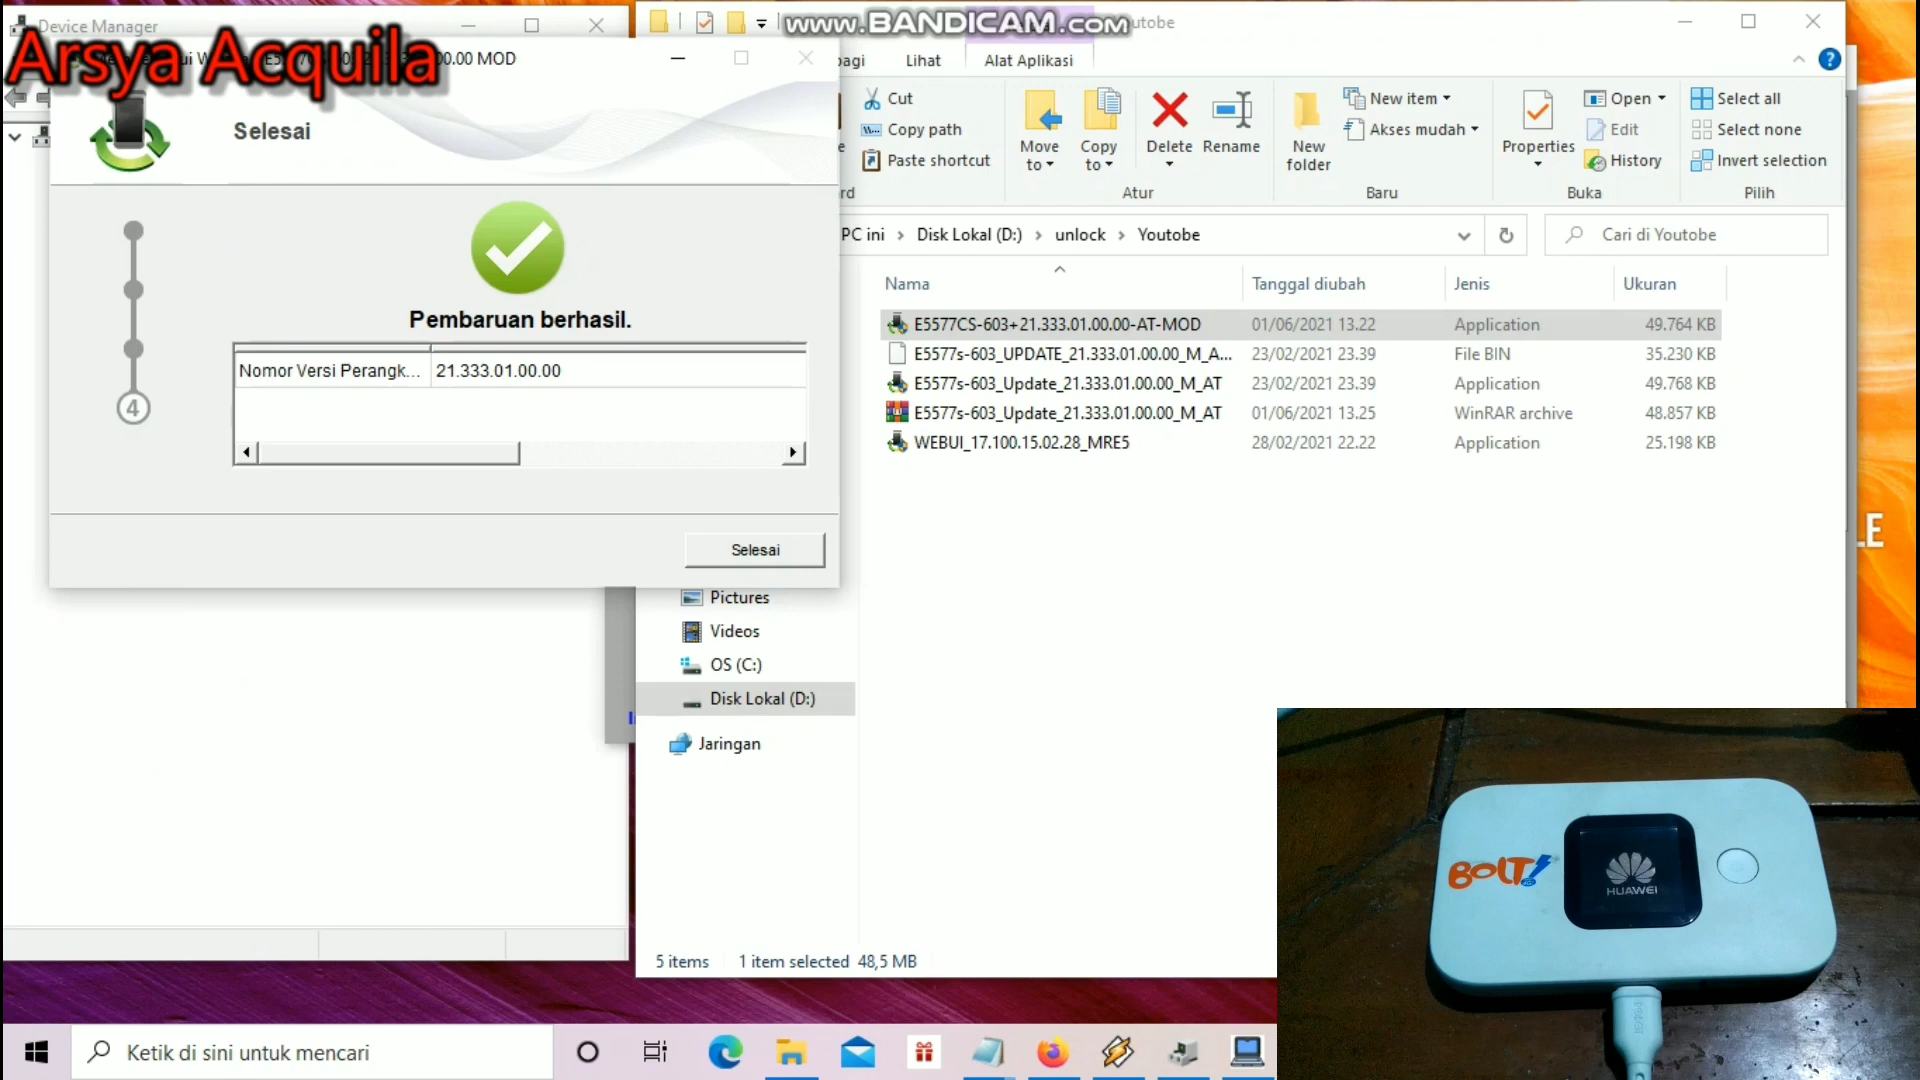 Device Manager
www.BANDICAM.com
utobe
Arsya Acquila
00.00 MOD
agi
Lihat
Alat Aplikasi
Selesai
Cut
Copy path
Paste shortcut
Move to
Copy to
Delete
Rename
New folder
New item
Akses mudah
Properties
Open
Edit
History
Select all
Select none
Invert selection
rd
Atur
Baru
Buka
Pilih
PC ini > Disk Lokal (D:) > unlock > Youtobe
Cari di Youtobe
Nama Tanggal diubah Jenis Ukuran
E5577CS-603+21.333.01.00.00-AT-MOD 01/06/2021 13.22 Application 49.764 KB
E5577s-603_UPDATE_21.333.01.00.00_M_A... 23/02/2021 23.39 File BIN 35.230 KB
E5577s-603_Update_21.333.01.00.00_M_AT 23/02/2021 23.39 Application 49.768 KB
E5577s-603_Update_21.333.01.00.00_M_AT 01/06/2021 13.25 WinRAR archive 48.857 KB
WEBUI_17.100.15.02.28_MRE5 28/02/2021 22.22 Application 25.198 KB
Pembaruan berhasil.
Nomor Versi Perangk... 21.333.01.00.00
4
Selesai
LE
Pictures
Videos
OS (C:)
Disk Lokal (D:)
Jaringan
5 items 1 item selected 48,5 MB
BOLT!
HUAWEI
Ketik di sini untuk mencari